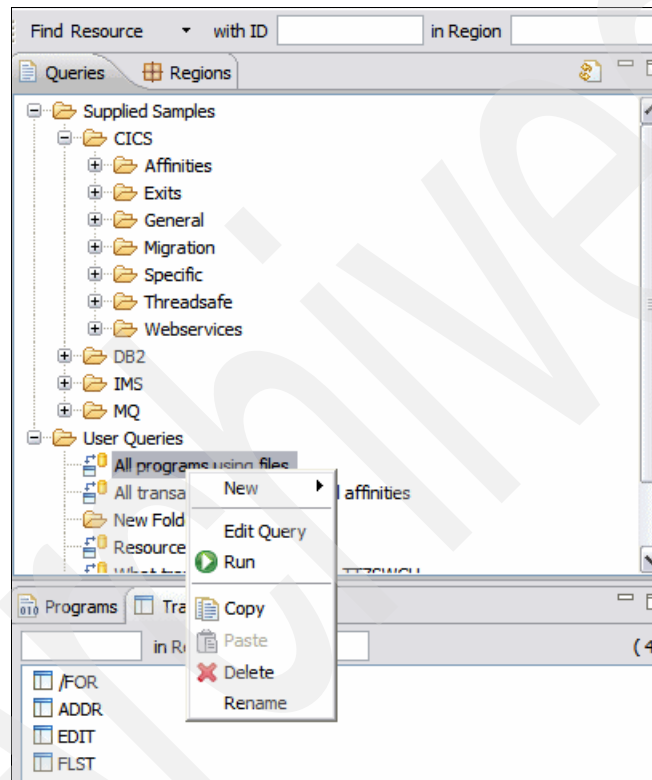 Find Resource with ID in Region
Queries Regions
Supplied Samples
CICS
Affinities
Exits
General
Migration
Specific
Threadsafe
Webservices
DB2
IMS
MQ
User Queries
All programs using files
All transa affinities
New Fold
Resource
New
Edit Query
Run
Copy
Paste
Delete
Rename
Programs Tra
in R (4
/FOR
ADDR
EDIT
FLST